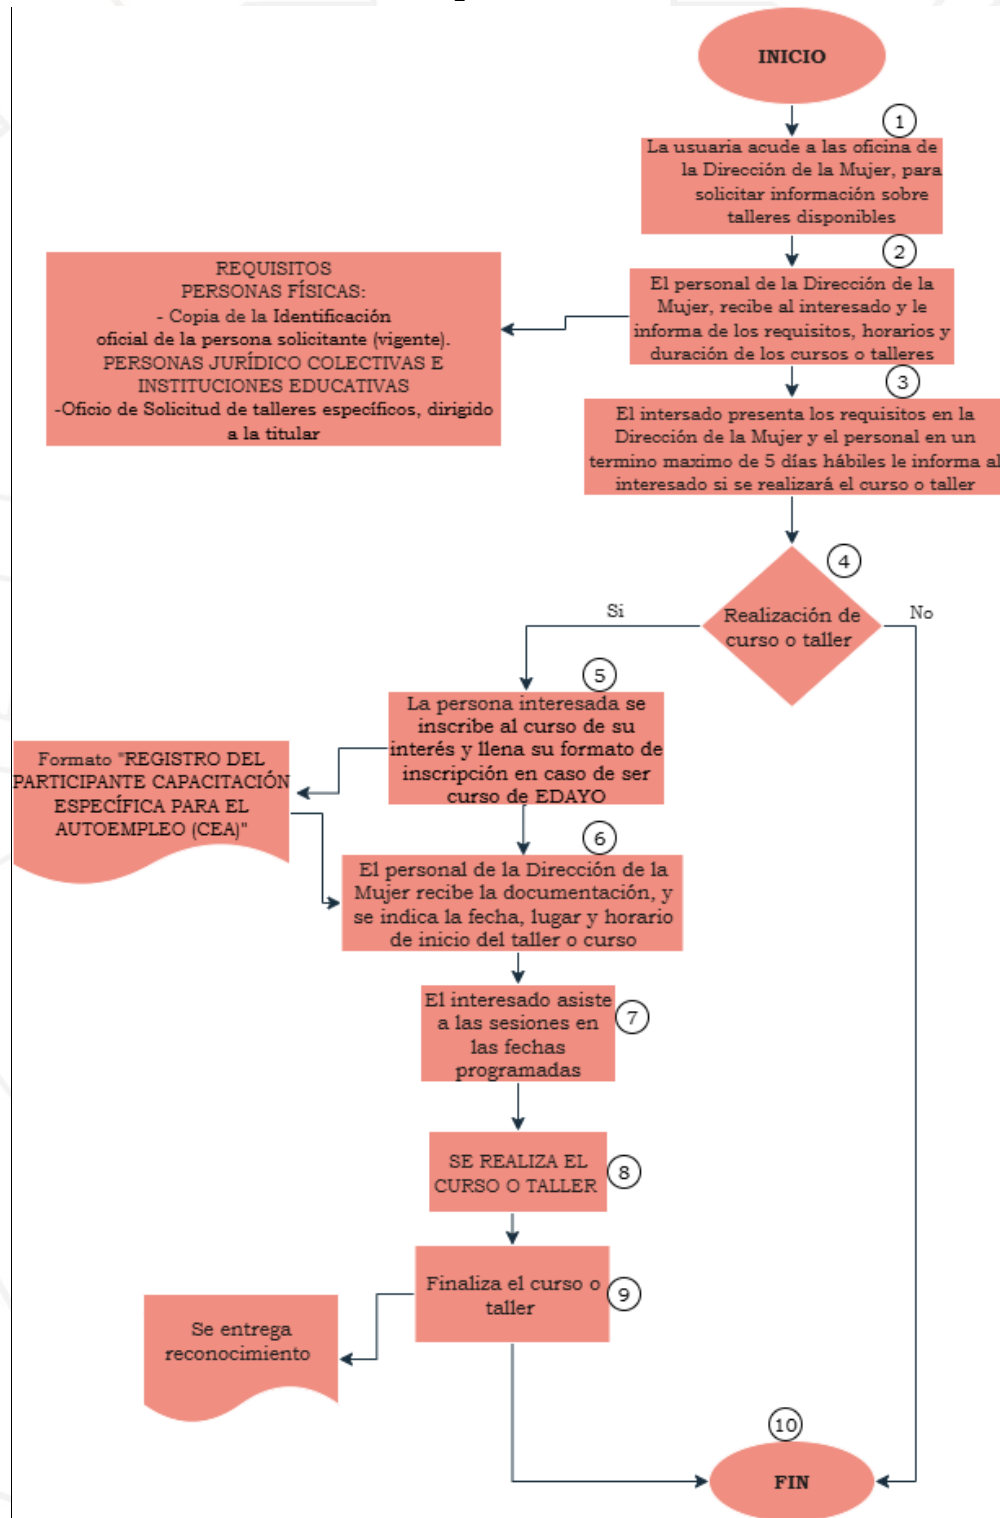 INICIO
1
La usuaria acude a las oficina de
la Dirección de la Mujer, para
solicitar información sobre
talleres disponibles
2
El personal de la Dirección de la
Mujer, recibe al interesado y le
informa de los requisitos, horarios y
duración de los cursos o talleres
REQUISITOS
PERSONAS FÍSICAS:
- Copia de la Identificación
oficial de la persona solicitante (vigente).
PERSONAS JURÍDICO COLECTIVAS E
INSTITUCIONES EDUCATIVAS
-Oficio de Solicitud de talleres específicos, dirigido
a la titular
3
El intersado presenta los requisitos en la
Dirección de la Mujer y el personal en un
termino maximo de 5 días hábiles le informa al
interesado si se realizará el curso o taller
4
Realización de
curso o taller
Si
No
5
La persona interesada se
inscribe al curso de su
interés y llena su formato de
inscripción en caso de ser
curso de EDAYO
Formato "REGISTRO DEL
PARTICIPANTE CAPACITACIÓN
ESPECÍFICA PARA EL
AUTOEMPLEO (CEA)"
6
El personal de la Dirección de la
Mujer recibe la documentación, y
se indica la fecha, lugar y horario
de inicio del taller o curso
El interesado asiste
a las sesiones en
las fechas
programadas
7
SE REALIZA EL
CURSO O TALLER
8
Finaliza el curso o
taller
9
Se entrega
reconocimiento
10
FIN